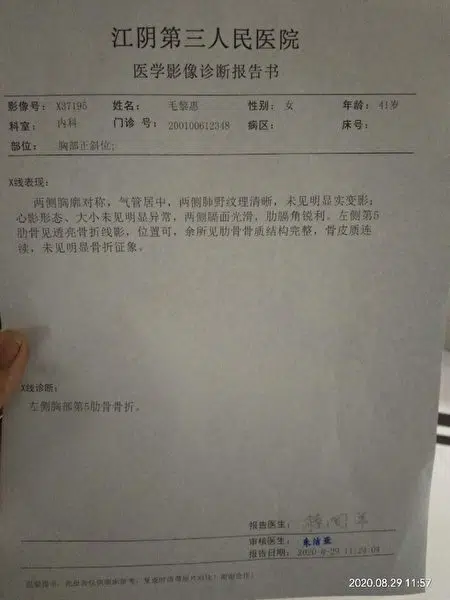 江阴第三人民医院
医学影像诊断报告书
影像号: X37195 姓名: 毛黎惠 性别: 女 年龄: 41岁
科室: 内科 门诊 号: 200100612348 病区: 床号:
部位: 胸部正斜位;
X线表现:
两侧胸廓对称,气管居中,两侧肺野纹理清晰,未见明显实变影;
心影形态、大小未见明显异常,两侧膈面光滑,肋膈角锐利。左侧第5
肋骨见透亮骨折线影,位置可,余所见肋骨骨质结构完整,骨皮质连
续,未见明显骨折征象。
X线诊断:
左侧胸部第5肋骨骨折。
报告医生:
审核医生: 朱洁
报告日期: 2020-8-29 11:24:04
2020.08.29 11:57